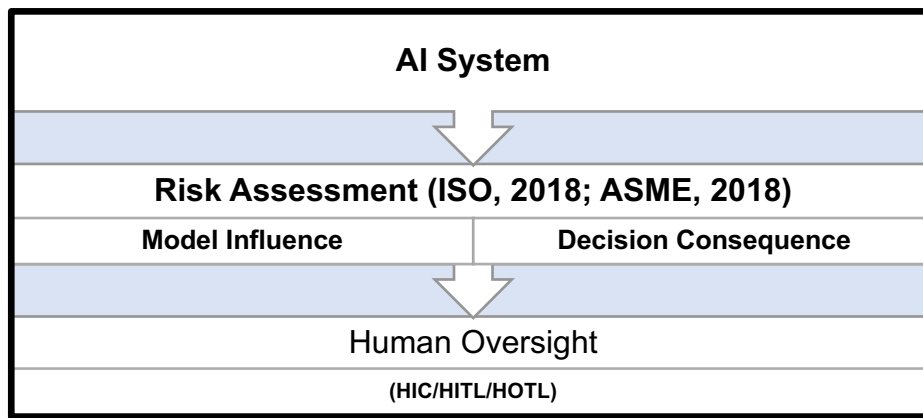 AI System
Risk Assessment (ISO, 2018; ASME, 2018)
Model Influence
Decision Consequence
Human Oversight
(HIC/HITL/HOTL)